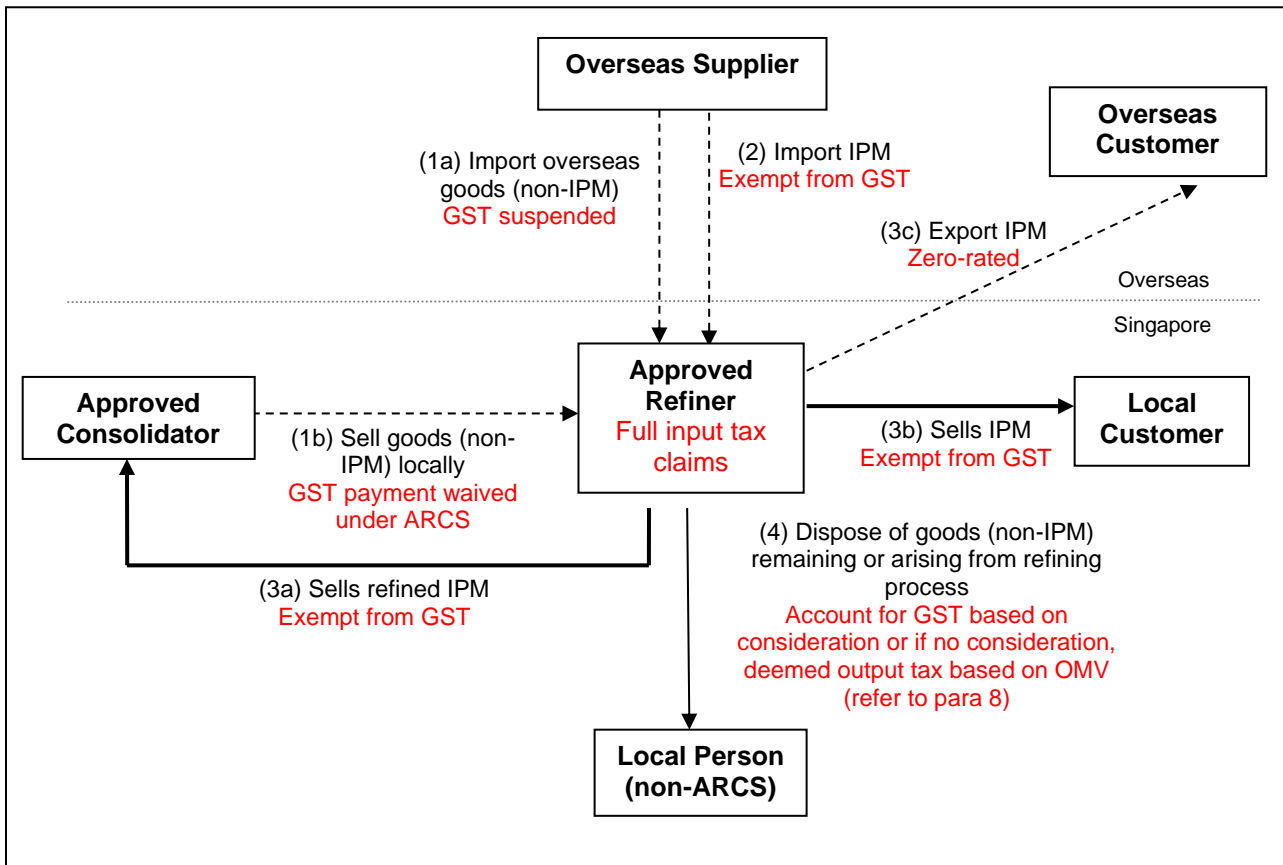 Overseas Supplier
Overseas
Customer
(1a) Import overseas
goods (non-IPM)
GST suspended
(2) Import IPM
Exempt from GST
(3c) Export IPM
Zero-rated
Overseas
Singapore
Approved
Consolidator
(1b) Sell goods (non-
IPM) locally
GST payment waived
under ARCS
Approved
Refiner
Full input tax
claims
(3b) Sells IPM
Exempt from GST
Local
Customer
(3a) Sells refined IPM
Exempt from GST
(4) Dispose of goods (non-IPM)
remaining or arising from refining
process
Account for GST based on
consideration or if no consideration,
deemed output tax based on OMV
(refer to para 8)
Local Person
(non-ARCS)